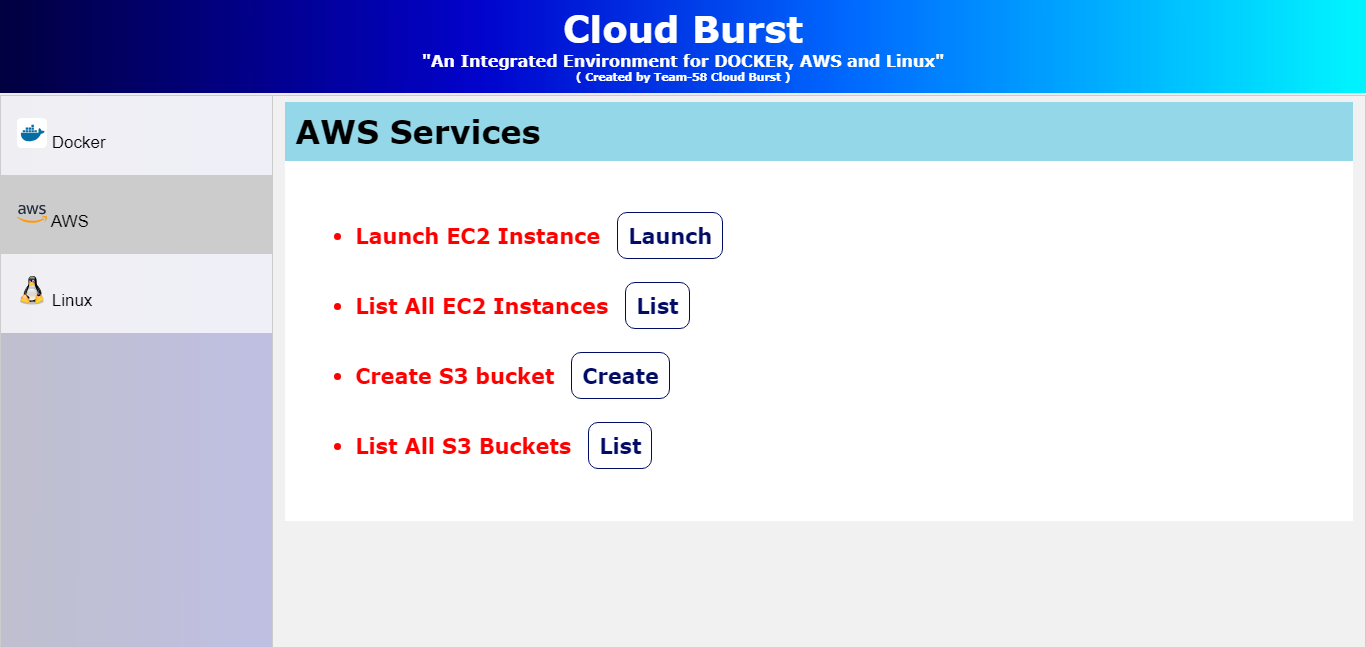 Cloud Burst
"An Integrated Environment for DOCKER, AWS and Linux"
( Created by Team-58 Cloud Burst )
Docker
aws AWS
Linux
AWS Services
• Launch EC2 Instance Launch
• List All EC2 Instances List
• Create S3 bucket Create
• List All S3 Buckets List